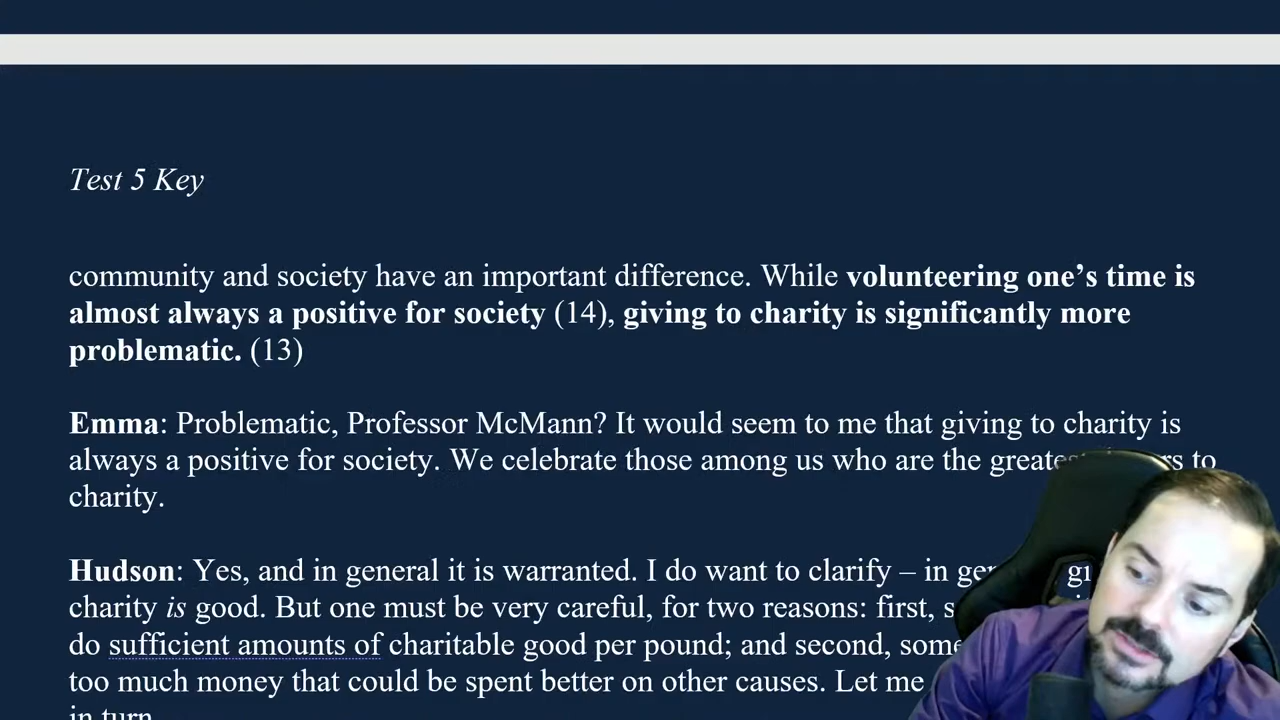 Test 5 Key
community and society have an important difference. While volunteering one’s time is
almost always a positive for society (14), giving to charity is significantly more
problematic. (13)
Emma: Problematic, Professor McMann? It would seem to me that giving to charity is
always a positive for society. We celebrate those among us who are the to
charity.
Hudson: Yes, and in general it is warranted. I do want to clarify – in
charity is good. But one must be very careful, for two reasons: first,
do sufficient amounts of charitable good per pound; and second,
too much money that could be spent better on other causes. Let me
in turn